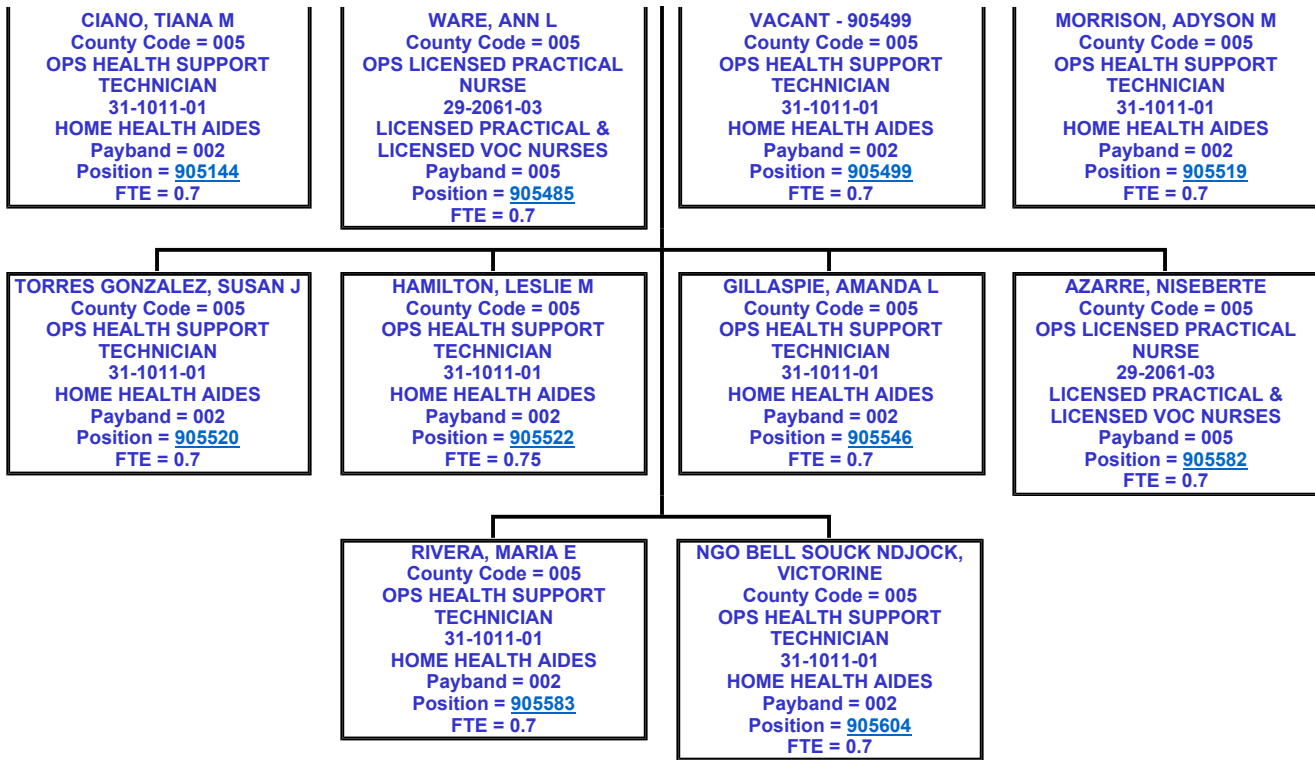 CIANO, TIANA M
County Code = 005
OPS HEALTH SUPPORT
TECHNICIAN
31-1011-01
HOME HEALTH AIDES
Payband = 002
Position = 905144
FTE = 0.7
WARE, ANN L
County Code = 005
OPS LICENSED PRACTICAL
NURSE
29-2061-03
LICENSED PRACTICAL &
LICENSED VOC NURSES
Payband = 005
Position = 905485
FTE = 0.7
VACANT - 905499
County Code = 005
OPS HEALTH SUPPORT
TECHNICIAN
31-1011-01
HOME HEALTH AIDES
Payband = 002
Position = 905499
FTE = 0.7
MORRISON, ADYSON M
County Code = 005
OPS HEALTH SUPPORT
TECHNICIAN
31-1011-01
HOME HEALTH AIDES
Payband = 002
Position = 905519
FTE = 0.7
TORRES GONZALEZ, SUSAN J
County Code = 005
OPS HEALTH SUPPORT
TECHNICIAN
31-1011-01
HOME HEALTH AIDES
Payband = 002
Position = 905520
FTE = 0.7
HAMILTON, LESLIE M
County Code = 005
OPS HEALTH SUPPORT
TECHNICIAN
31-1011-01
HOME HEALTH AIDES
Payband = 002
Position = 905522
FTE = 0.75
GILLASPIE, AMANDA L
County Code = 005
OPS HEALTH SUPPORT
TECHNICIAN
31-1011-01
HOME HEALTH AIDES
Payband = 002
Position = 905546
FTE = 0.7
AZARRE, NISEBERTE
County Code = 005
OPS LICENSED PRACTICAL
NURSE
29-2061-03
LICENSED PRACTICAL &
LICENSED VOC NURSES
Payband = 005
Position = 905582
FTE = 0.7
RIVERA, MARIA E
County Code = 005
OPS HEALTH SUPPORT
TECHNICIAN
31-1011-01
HOME HEALTH AIDES
Payband = 002
Position = 905583
FTE = 0.7
NGO BELL SOUCK NDJOCK,
VICTORINE
County Code = 005
OPS HEALTH SUPPORT
TECHNICIAN
31-1011-01
HOME HEALTH AIDES
Payband = 002
Position = 905604
FTE = 0.7